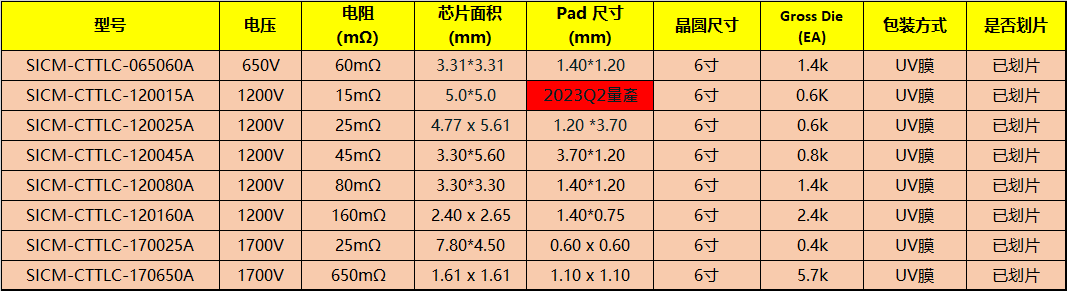 型号 电压 电阻 (mΩ) 芯片面积 (mm) Pad 尺寸 (mm) 晶圆尺寸 Gross Die (EA) 包装方式 是否划片
SICM-CTTLC-065060A 650V 60mΩ 3.31*3.31 1.40*1.20 6寸 1.4k UV膜 已划片
SICM-CTTLC-120015A 1200V 15mΩ 5.0*5.0 2023Q2量產 6寸 0.6K UV膜 已划片
SICM-CTTLC-120025A 1200V 25mΩ 4.77 x 5.61 1.20 *3.70 6寸 0.6k UV膜 已划片
SICM-CTTLC-120045A 1200V 45mΩ 3.30*5.60 3.70*1.20 6寸 0.8k UV膜 已划片
SICM-CTTLC-120080A 1200V 80mΩ 3.30*3.30 1.40*1.20 6寸 1.4k UV膜 已划片
SICM-CTTLC-120160A 1200V 160mΩ 2.40 x 2.65 1.40*0.75 6寸 2.4k UV膜 已划片
SICM-CTTLC-170025A 1700V 25mΩ 7.80*4.50 0.60 x 0.60 6寸 0.4k UV膜 已划片
SICM-CTTLC-170650A 1700V 650mΩ 1.61 x 1.61 1.10 x 1.10 6寸 5.7k UV膜 已划片